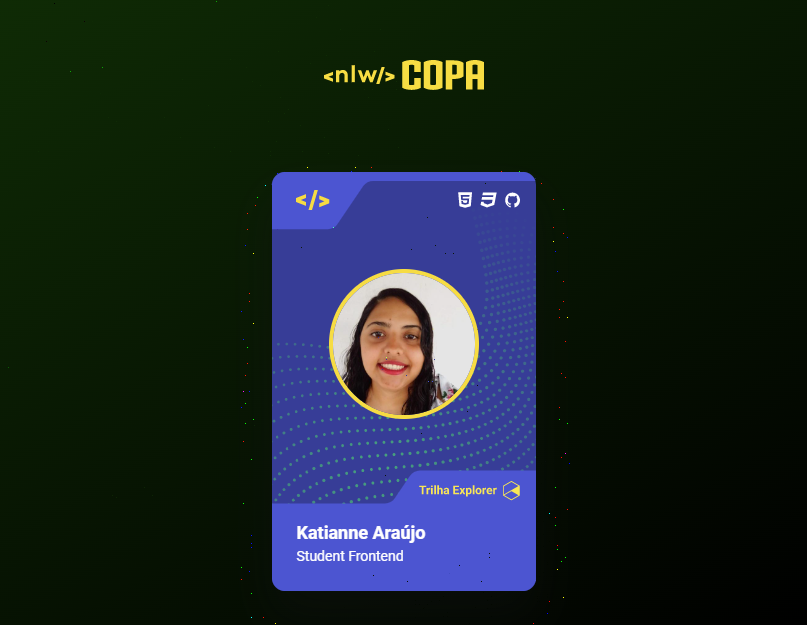 <nlw/> COPA
</>
Trilha Explorer
Katianne Araújo
Student Frontend